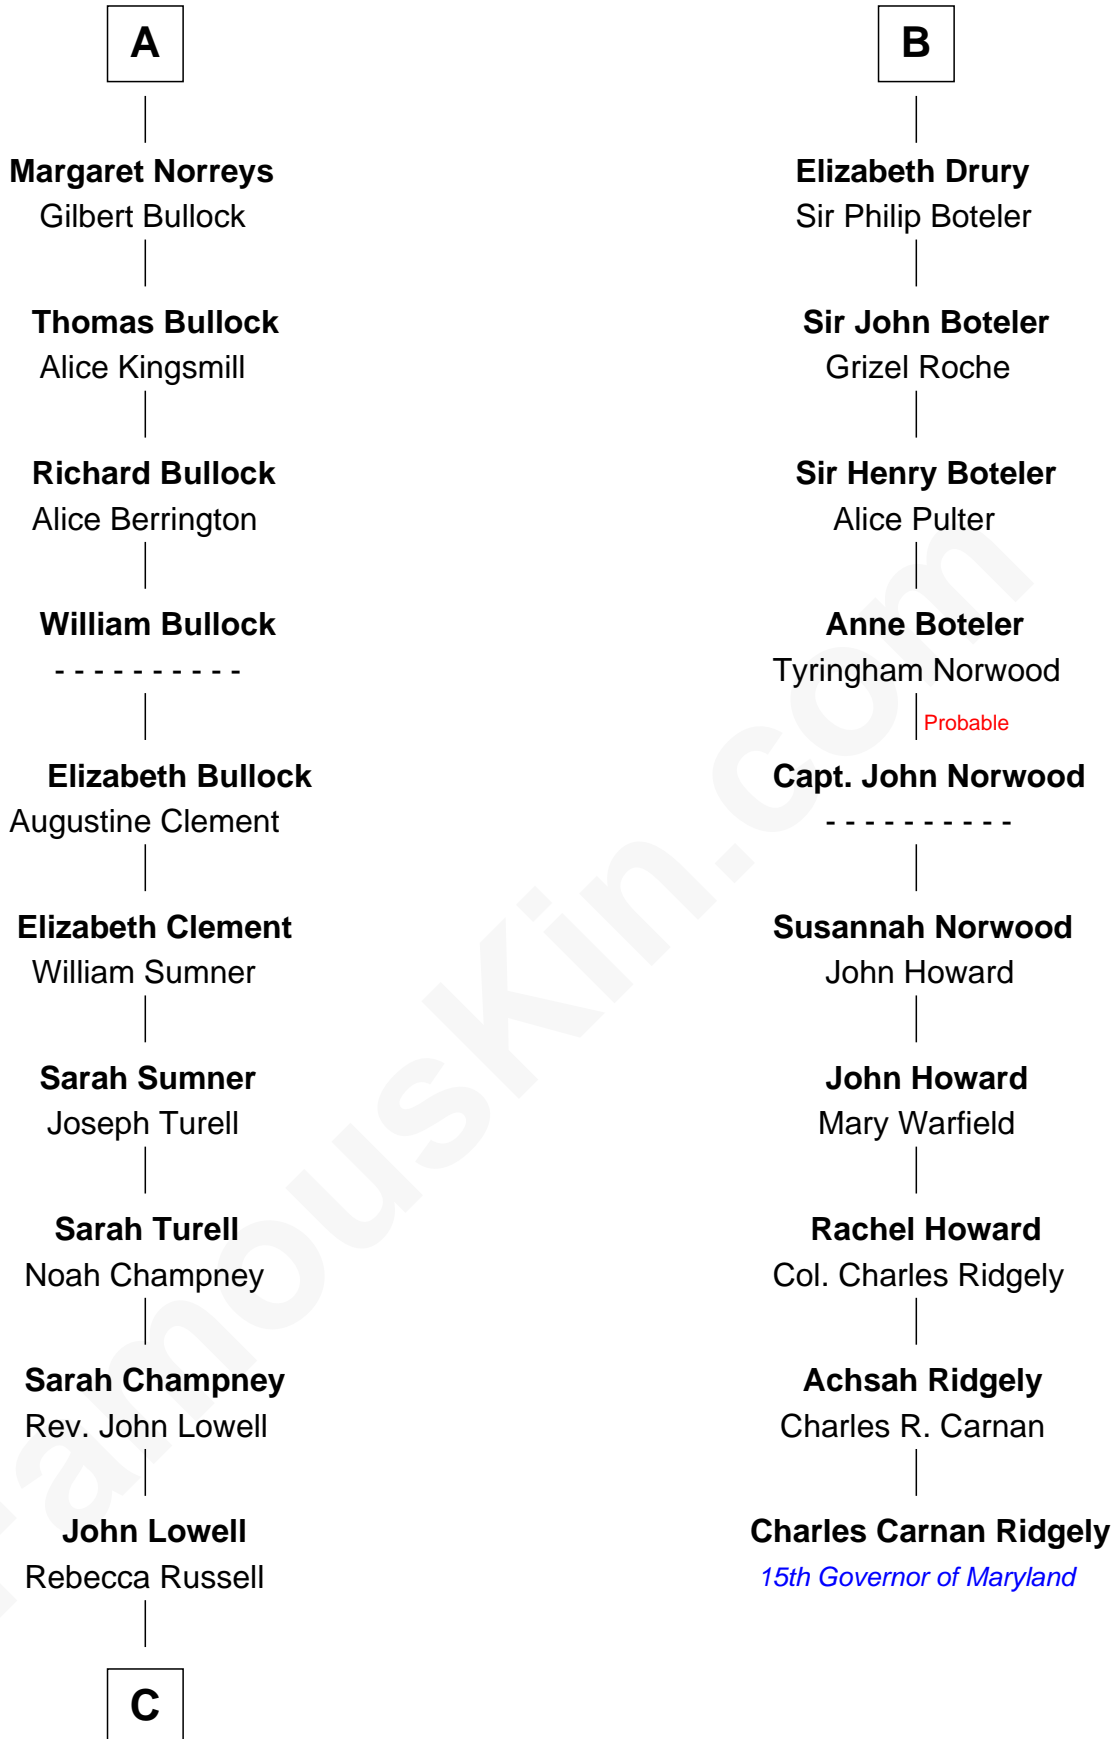 A
Margaret Norreys
Gilbert Bullock
Thomas Bullock
Alice Kingsmill
Richard Bullock
Alice Berrington
William Bullock
- - - - - - - - - -
Elizabeth Bullock
Augustine Clement
Elizabeth Clement
William Sumner
Sarah Sumner
Joseph Turell
Sarah Turell
Noah Champney
Sarah Champney
Rev. John Lowell
John Lowell
Rebecca Russell
C
B
Elizabeth Drury
Sir Philip Boteler
Sir John Boteler
Grizel Roche
Sir Henry Boteler
Alice Pulter
Anne Boteler
Tyringham Norwood
Probable
Capt. John Norwood
- - - - - - - - - -
Susannah Norwood
John Howard
John Howard
Mary Warfield
Rachel Howard
Col. Charles Ridgely
Achsah Ridgely
Charles R. Carnan
Charles Carnan Ridgely
15th Governor of Maryland
FamousKin.com